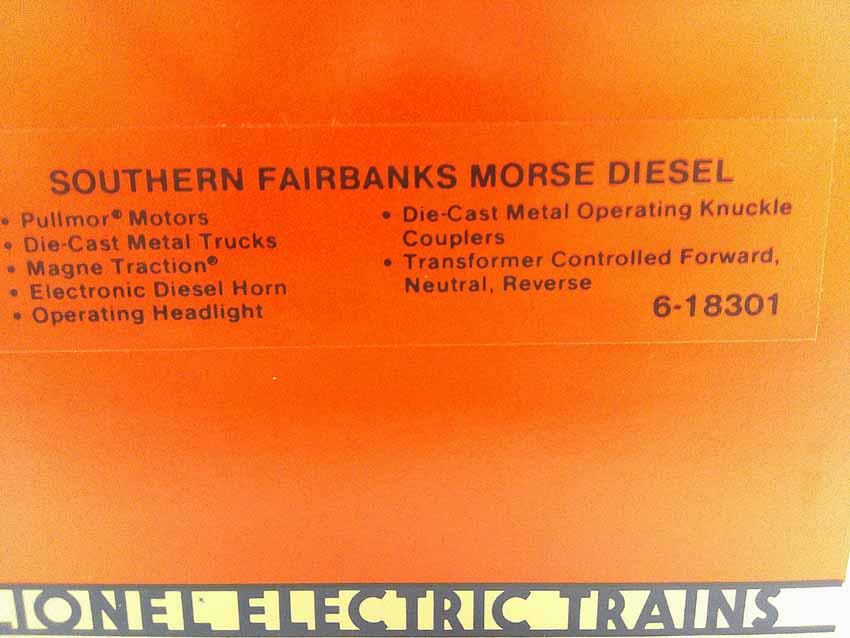 SOUTHERN FAIRBANKS MORSE DIESEL
• Pullmor® Motors
• Die-Cast Metal Trucks
• Magne Traction®
• Electronic Diesel Horn
• Operating Headlight
• Die-Cast Metal Operating Knuckle
Couplers
• Transformer Controlled Forward,
Neutral, Reverse
6-18301
LIONEL ELECTRIC TRAINS